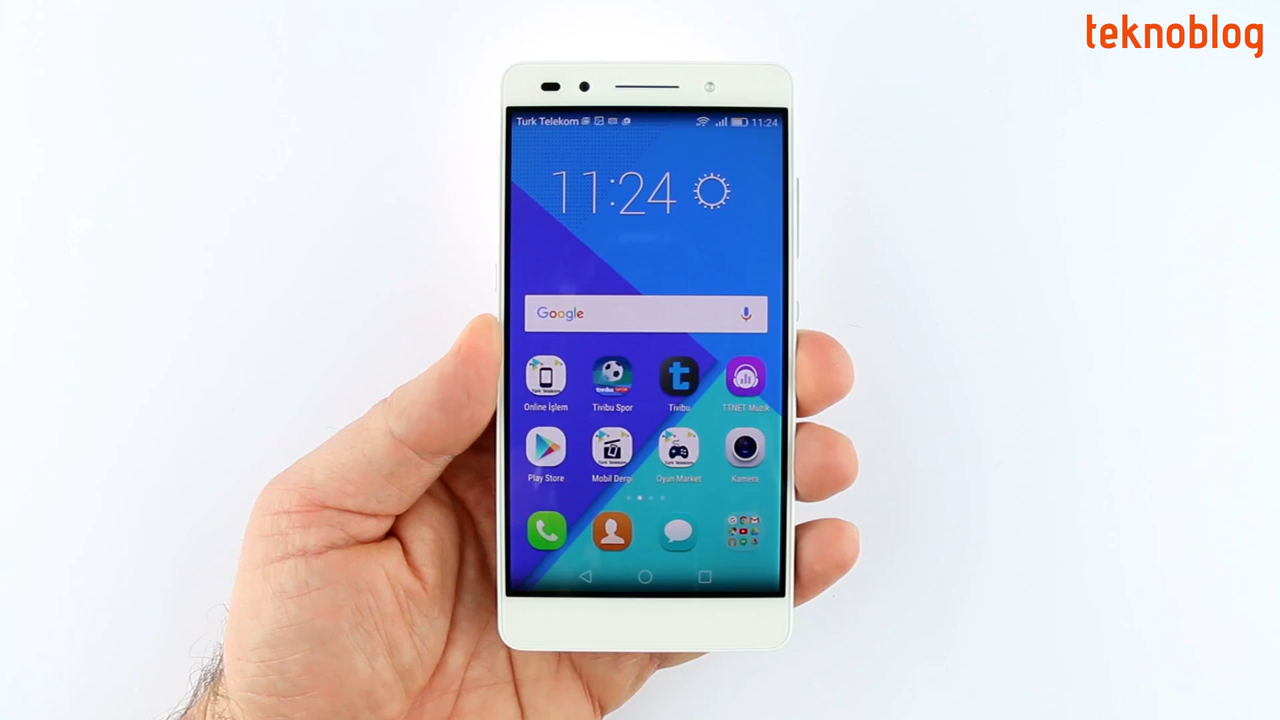 teknoblog
Turk Telekom 11:24
11:24
Google
Online İşlem Tivibu Spor Tivibu TTNET Müzik
Play Store Mobil Dergi Oyun Market Kamera